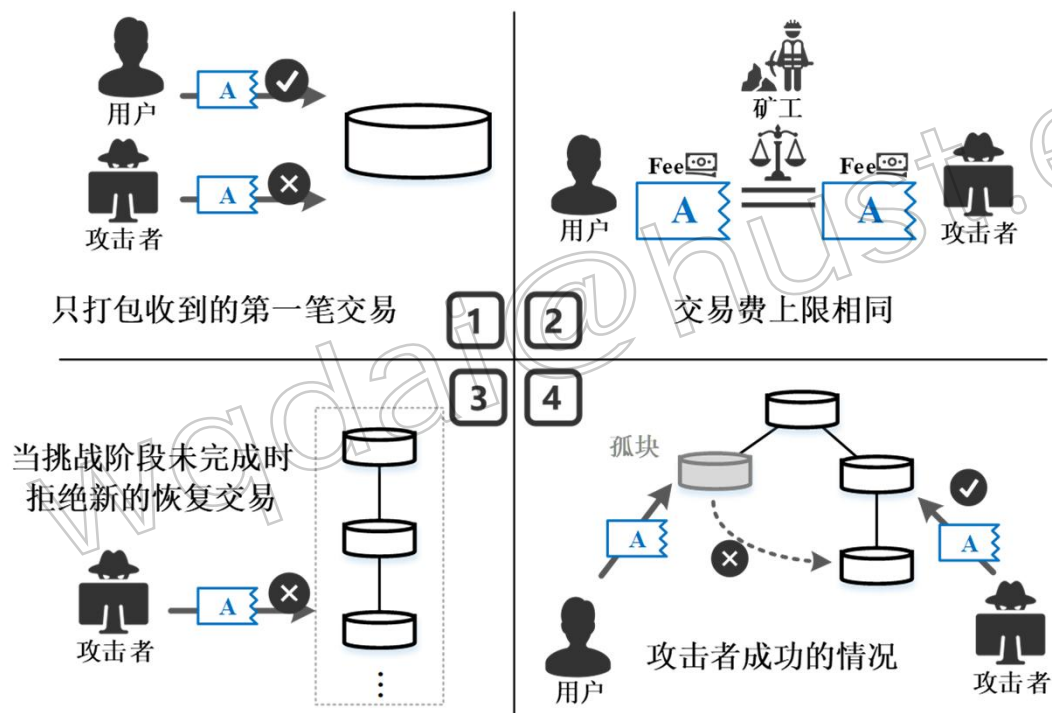 用户
A
攻击者
A
只打包收到的第一笔交易
1
矿工
Fee
Fee
A
A
用户
攻击者
交易费上限相同
2
3
当挑战阶段未完成时
拒绝新的恢复交易
A
攻击者
⋮
4
孤块
A
A
用户
攻击者成功的情况
攻击者
wqdai@hust.e